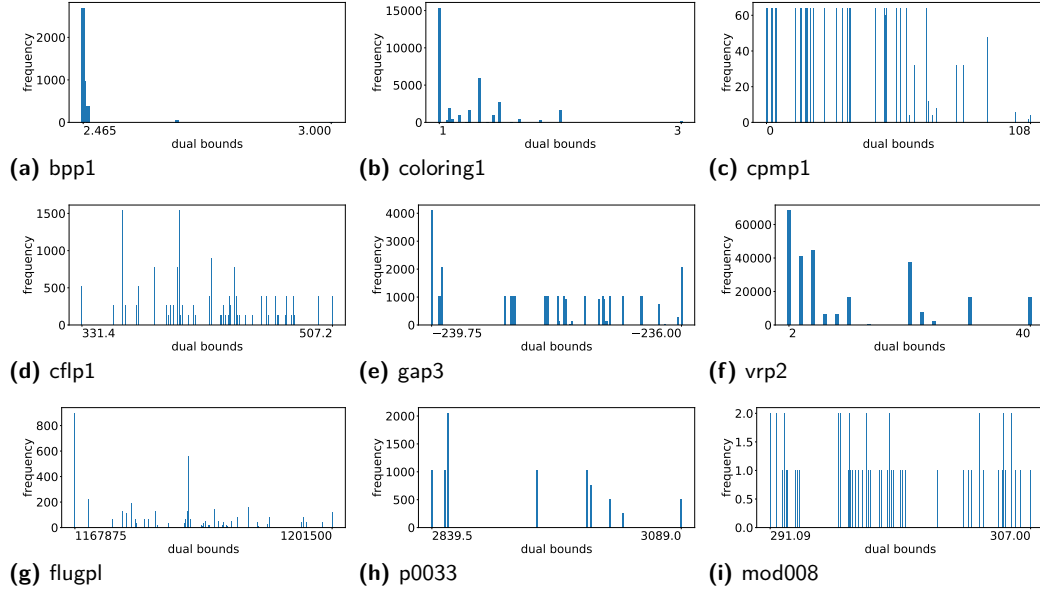 frequency
2000
1000
0
2.465
3.000
dual bounds
(a) bpp1
frequency
15000
10000
5000
0
1
3
dual bounds
(b) coloring1
frequency
60
40
20
0
0
108
dual bounds
(c) cpmp1
frequency
1500
1000
500
0
331.4
507.2
dual bounds
(d) cflp1
frequency
4000
3000
2000
1000
0
−239.75
−236.00
dual bounds
(e) gap3
frequency
60000
40000
20000
0
2
40
dual bounds
(f) vrp2
frequency
800
600
400
200
0
1167875
1201500
dual bounds
(g) flugpl
frequency
2000
1500
1000
500
0
2839.5
3089.0
dual bounds
(h) p0033
frequency
2.0
1.5
1.0
0.5
0.0
291.09
307.00
dual bounds
(i) mod008